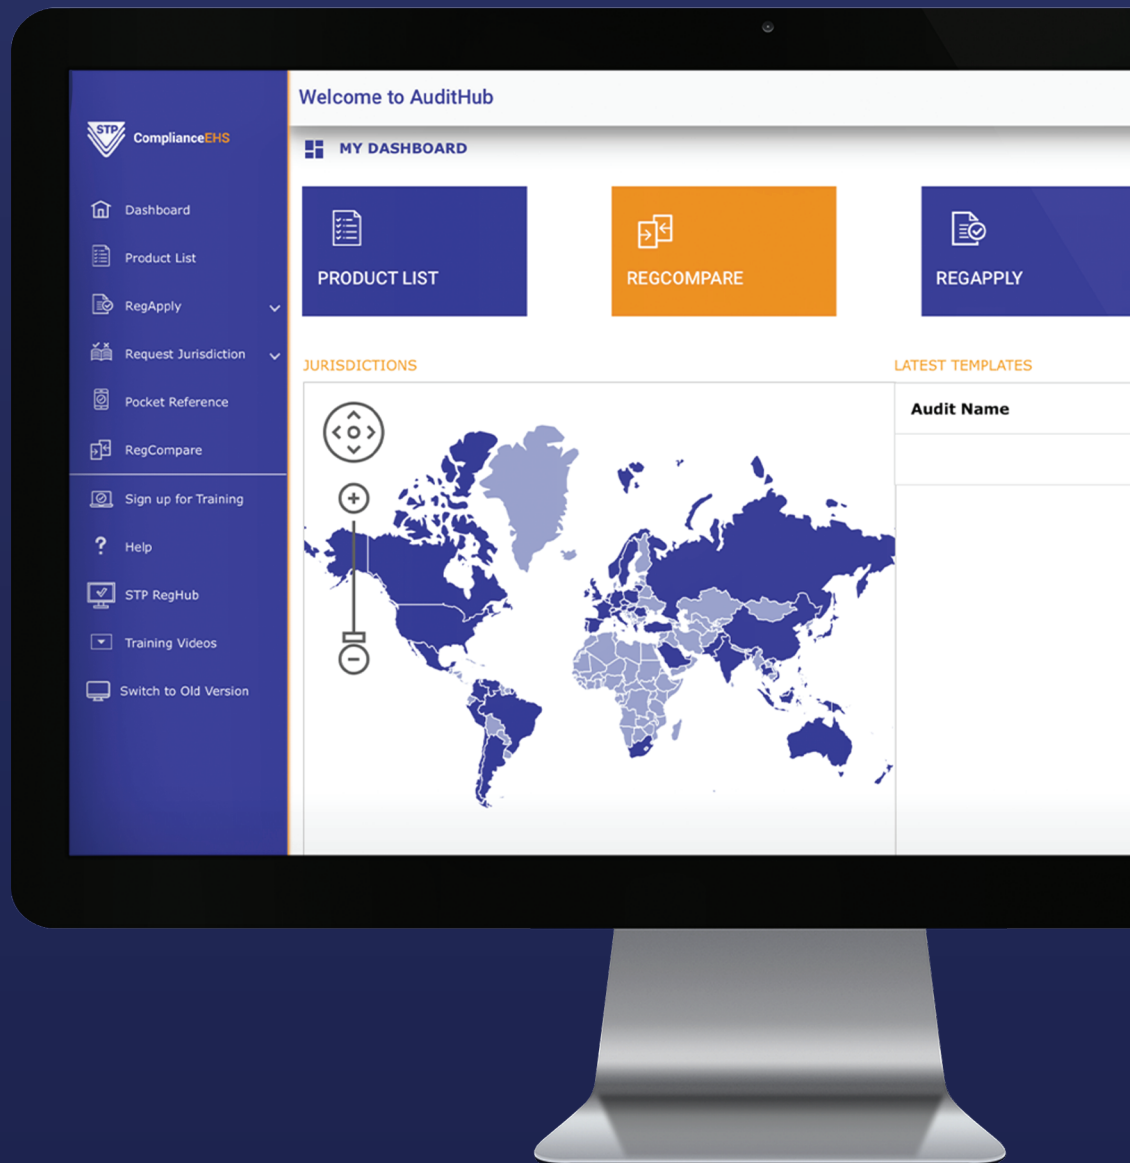 Welcome to AuditHub
STP
ComplianceEHS
MY DASHBOARD
Dashboard
Product List
RegApply
Request Jurisdiction
Pocket Reference
RegCompare
Sign up for Training
Help
STP RegHub
Training Videos
Switch to Old Version
PRODUCT LIST
REGCOMPARE
REGAPPLY
JURISDICTIONS
LATEST TEMPLATES
Audit Name